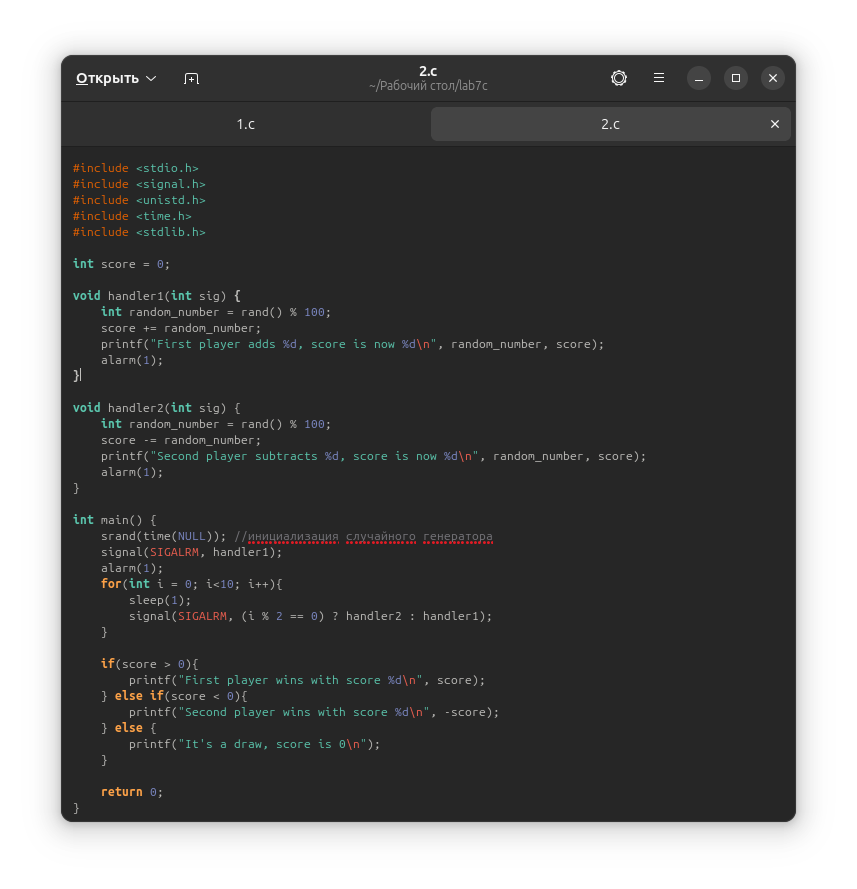 Открыть
2.c
~/Рабочий стол/lab7c
1.c
2.c
#include <stdio.h>
#include <signal.h>
#include <unistd.h>
#include <time.h>
#include <stdlib.h>
int score = 0;
void handler1(int sig) {
    int random_number = rand() % 100;
    score += random_number;
    printf("First player adds %d, score is now %d\n", random_number, score);
    alarm(1);
}
void handler2(int sig) {
    int random_number = rand() % 100;
    score -= random_number;
    printf("Second player subtracts %d, score is now %d\n", random_number, score);
    alarm(1);
}
int main() {
    srand(time(NULL)); //инициализация случайного генератора
    signal(SIGALRM, handler1);
    alarm(1);
    for(int i = 0; i<10; i++){
        sleep(1);
        signal(SIGALRM, (i % 2 == 0) ? handler2 : handler1);
    }
    if(score > 0){
        printf("First player wins with score %d\n", score);
    } else if(score < 0){
        printf("Second player wins with score %d\n", -score);
    } else {
        printf("It's a draw, score is 0\n");
    }
    return 0;
}